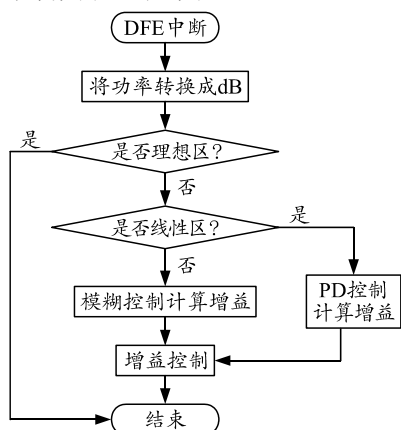 DFE中断
将功率转换成dB
是
是否理想区?
否
是否线性区?
是
否
模糊控制计算增益
PD控制
计算增益
增益控制
结束